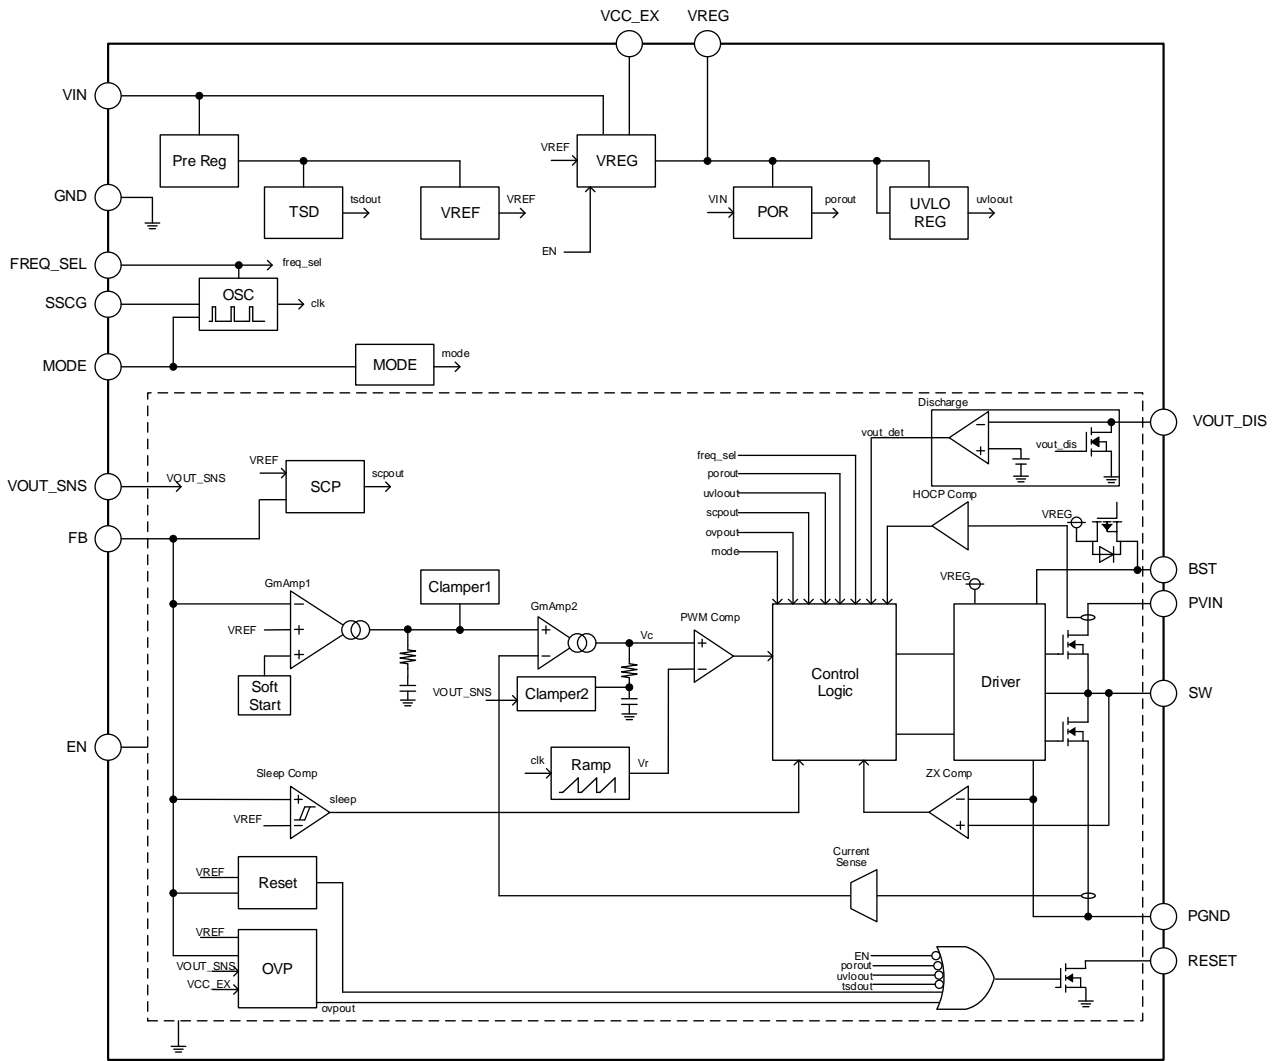 VCC_EX
VREG
VIN
Pre Reg
VREF
VREG
GND
TSD
tsdout
VREF
VREF
VIN
POR
porout
UVLO
REG
uvloout
EN
FREQ_SEL
freq_sel
SSCG
OSC
clk
MODE
MODE
mode
Discharge
VOUT_DIS
vout_det
vout_dis
freq_sel
porout
uvloout
scpout
ovpout
mode
VOUT_SNS
VOUT_SNS
VREF
SCP
scpout
HOCP Comp
VREG
FB
BST
GmAmp1
Clamper1
VREG
PVIN
GmAmp2
PWM Comp
−
VREF
+
+
+
−
Vc
+
−
Control
Logic
Driver
Soft
Start
VOUT_SNS
Clamper2
SW
EN
clk
Ramp
Vr
Sleep Comp
sleep
+
VREF
−
ZX Comp
−
+
Current
Sense
VREF
Reset
PGND
VREF
VOUT_SNS
VCC_EX
OVP
ovpout
EN
porout
uvloout
tsdout
RESET
−
+